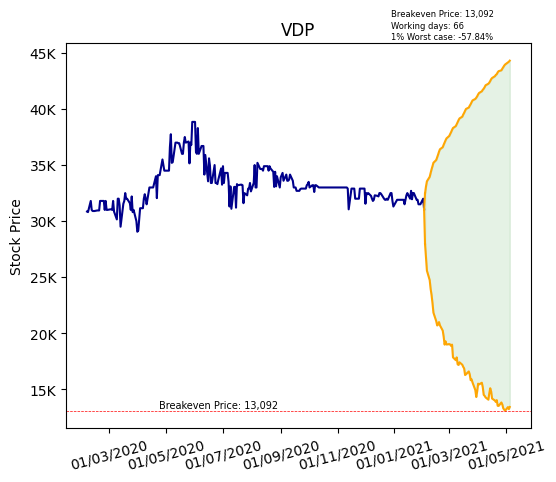 Breakeven Price: 13,092
Working days: 66
1% Worst case: -57.84%
VDP
Stock Price
45K
40K
35K
30K
25K
20K
15K
Breakeven Price: 13,092
01/03/2020
01/05/2020
01/07/2020
01/09/2020
01/11/2020
01/01/2021
01/03/2021
01/05/2021